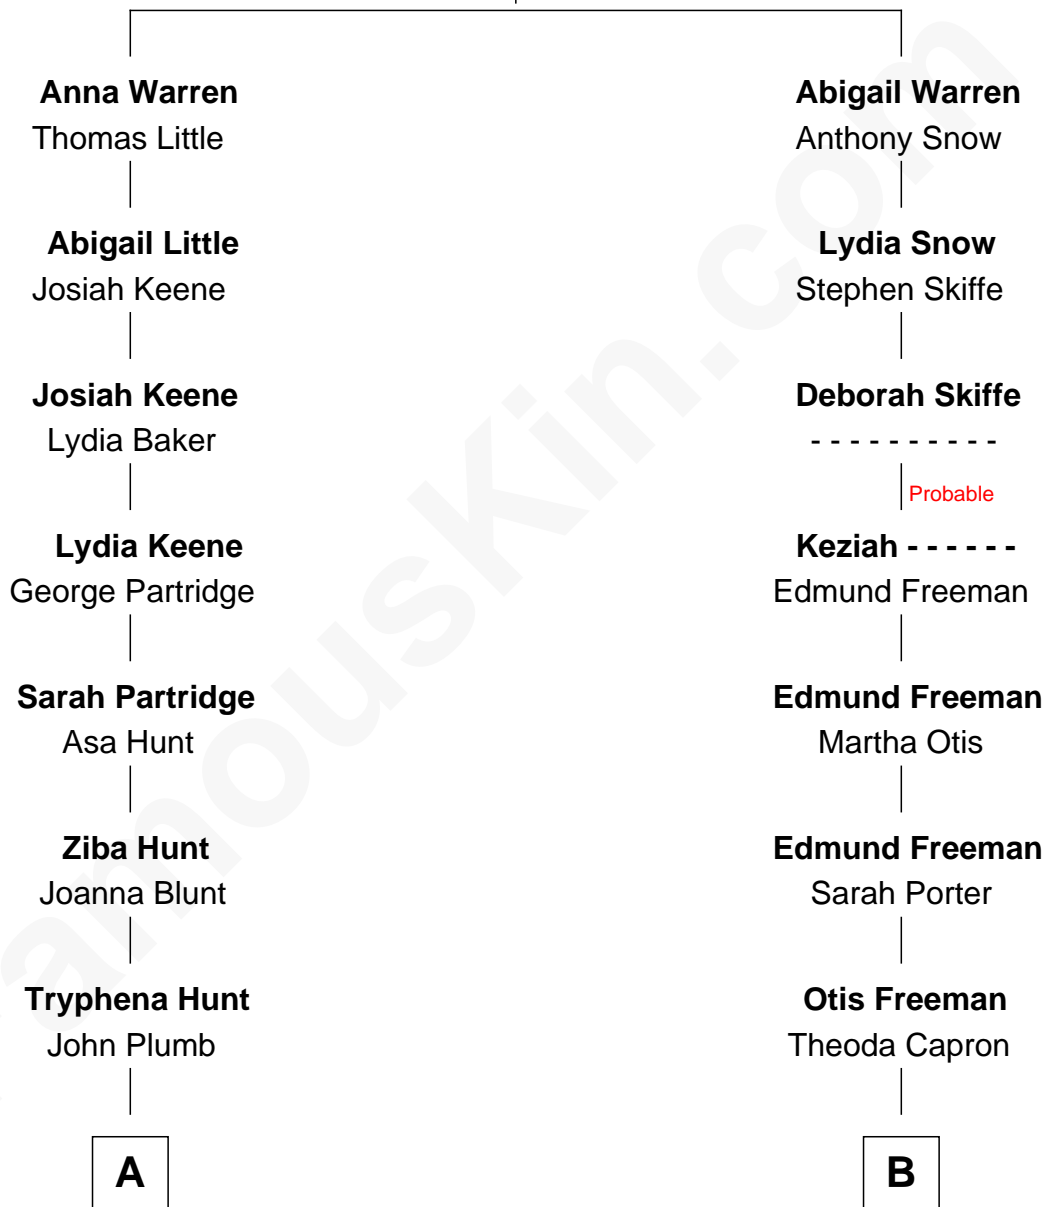 Anna Warren
Thomas Little
Abigail Warren
Anthony Snow
Abigail Little
Josiah Keene
Lydia Snow
Stephen Skiffe
Josiah Keene
Lydia Baker
Deborah Skiffe
- - - - - - - - - -
Probable
Lydia Keene
George Partridge
Keziah - - - - - -
Edmund Freeman
Sarah Partridge
Asa Hunt
Edmund Freeman
Martha Otis
Ziba Hunt
Joanna Blunt
Edmund Freeman
Sarah Porter
Tryphena Hunt
John Plumb
Otis Freeman
Theoda Capron
A
B
amouskin.com